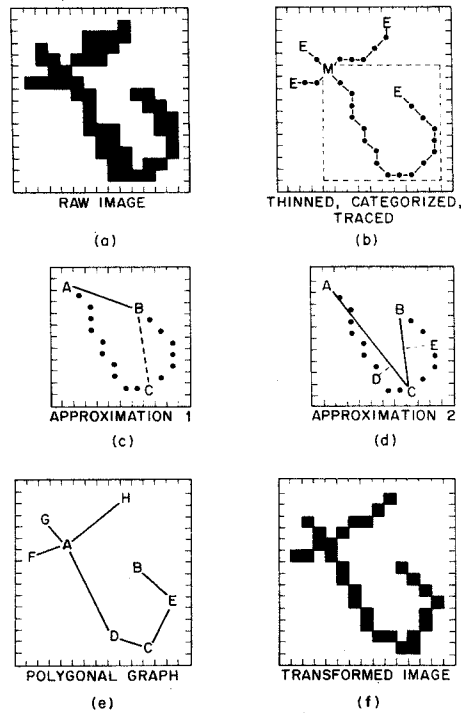 RAW IMAGE
(a)
E
E
M
E
E
THINNED, CATEGORIZED,
TRACED
(b)
A
B
C
APPROXIMATION 1
(c)
A
B
E
D
C
APPROXIMATION 2
(d)
H
G
A
F
B
E
D
C
POLYGONAL GRAPH
(e)
TRANSFORMED IMAGE
(f)